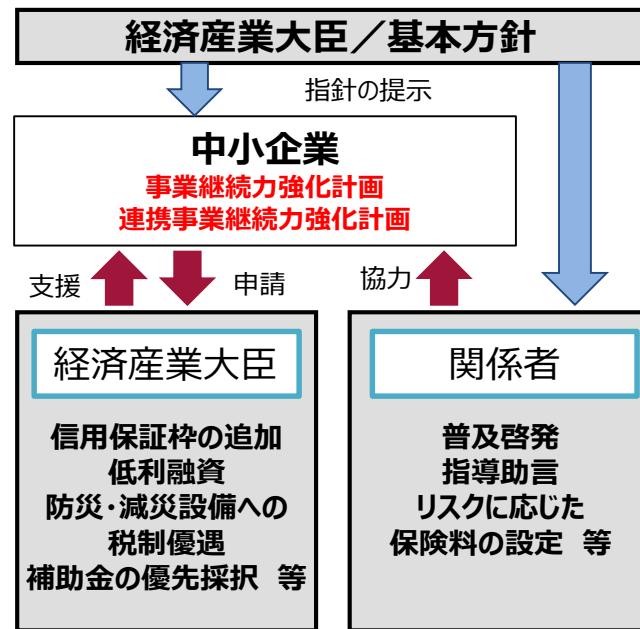 経済産業大臣／基本方針
指針の提示
中小企業
事業継続力強化計画
連携事業継続力強化計画
支援
申請
協力
経済産業大臣
信用保証枠の追加
低利融資
防災・減災設備への
税制優遇
補助金の優先採択 等
関係者
普及啓発
指導助言
リスクに応じた
保険料の設定 等